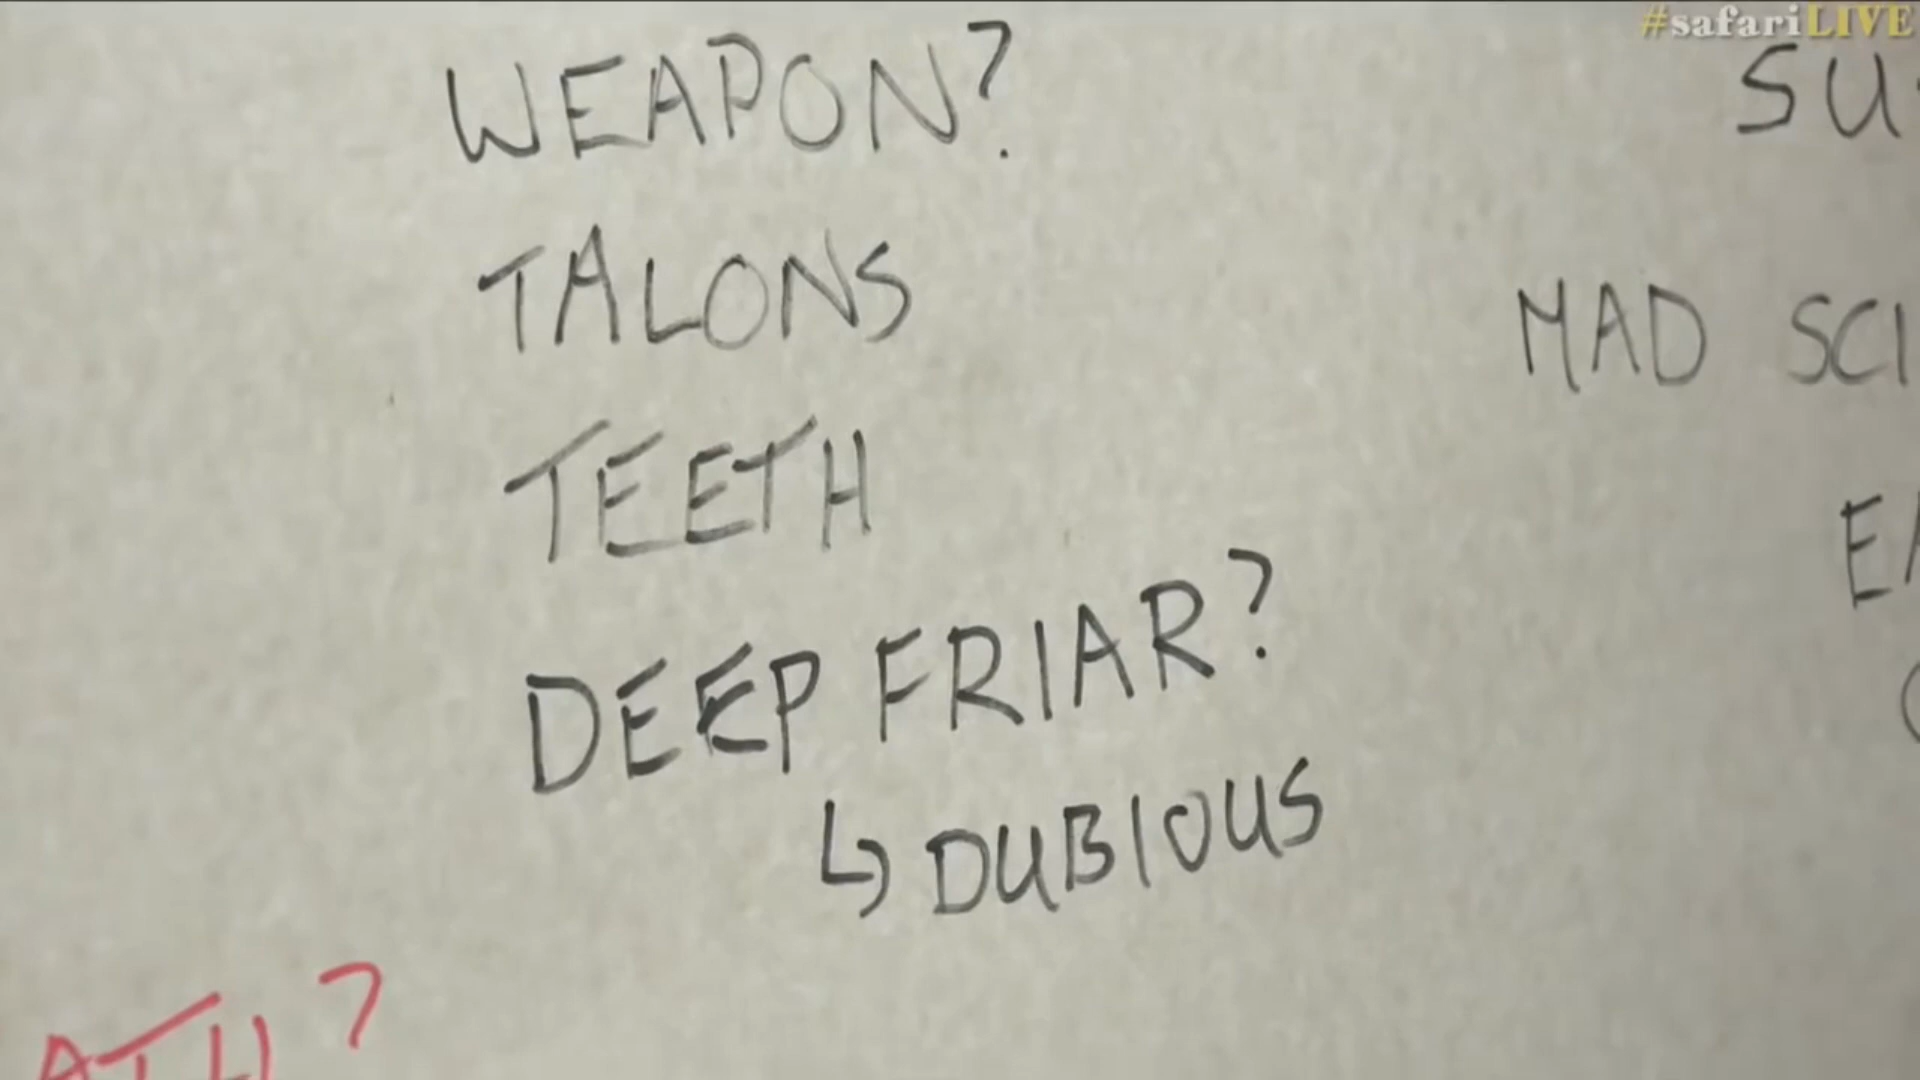 #safariLIVE
WEAPON?
TALONS
TEETH
DEEP FRIAR?
↳ DUBIOUS
MAD SCI